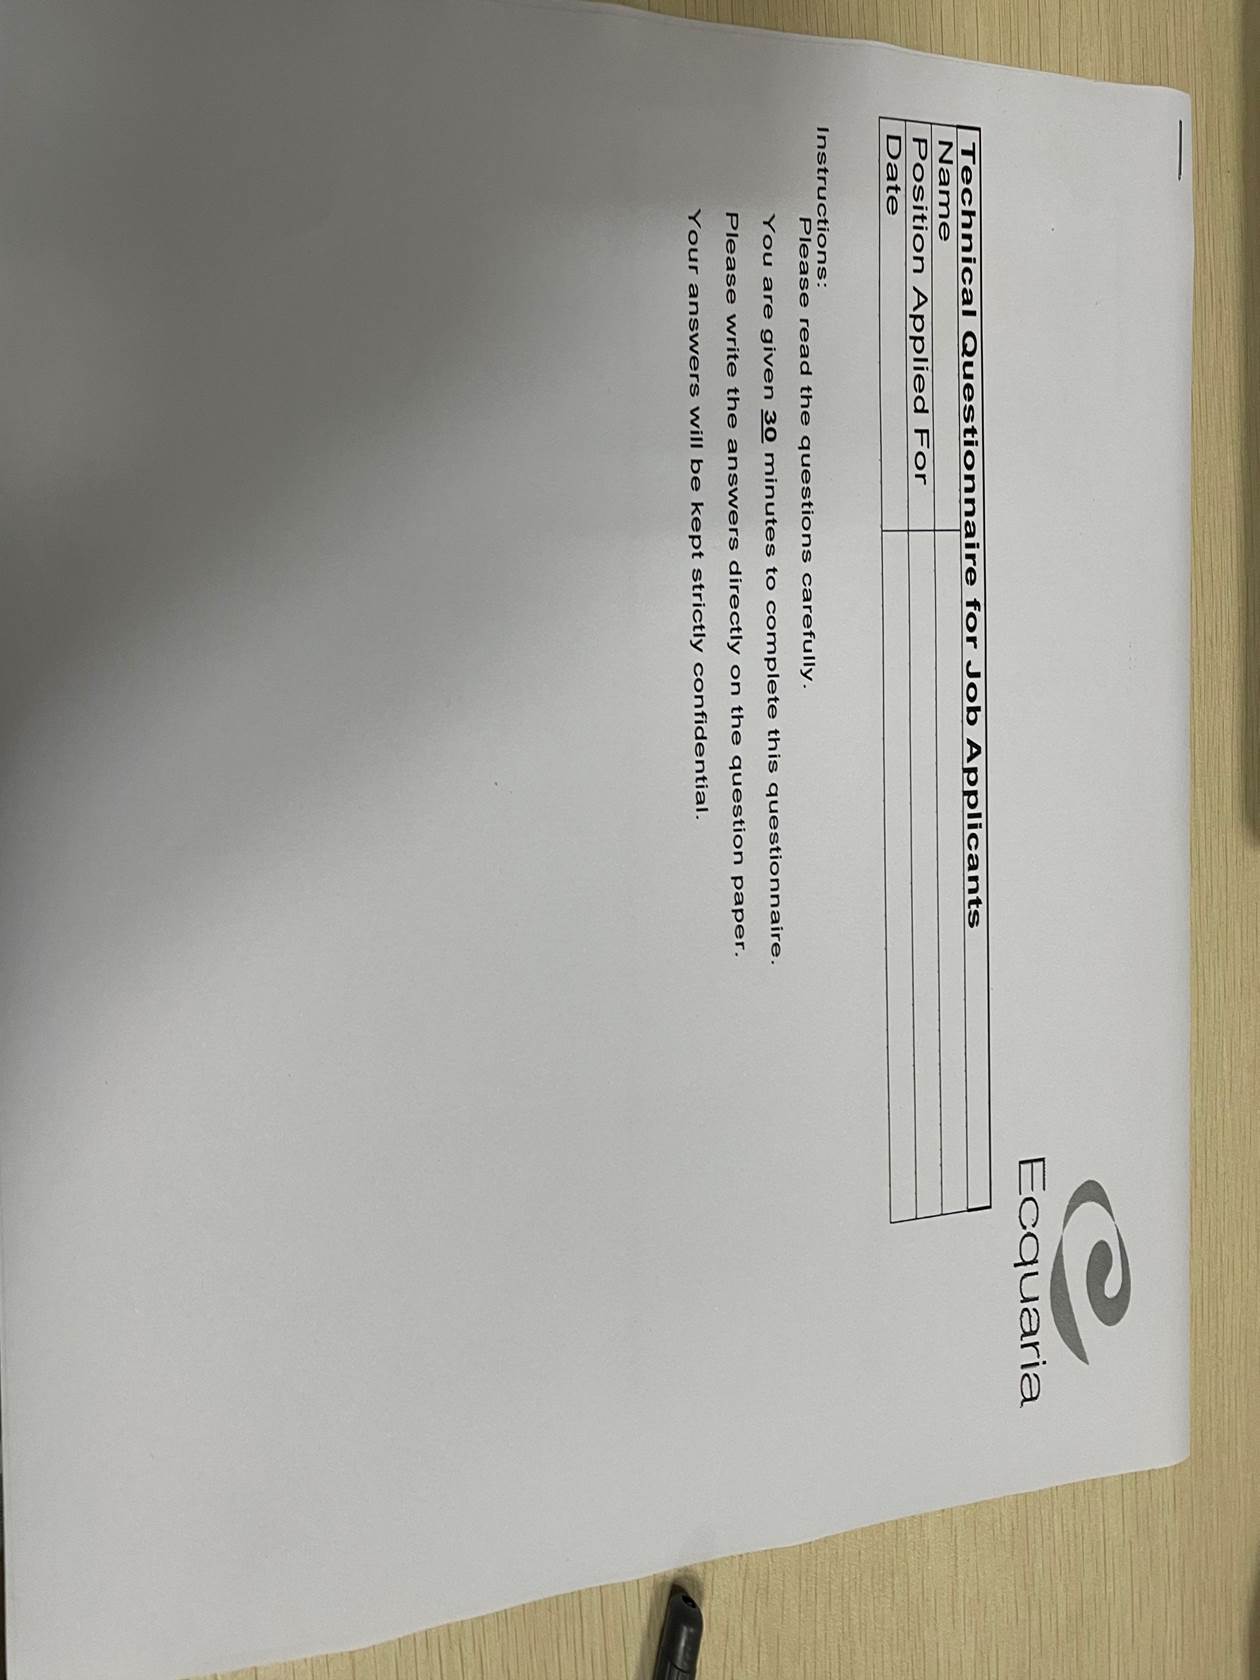 Ecquaria
Technical Questionnaire for Job Applicants
Name
Position Applied For
Date
Instructions:
Please read the questions carefully.
You are given 30 minutes to complete this questionnaire.
Please write the answers directly on the question paper.
Your answers will be kept strictly confidential.